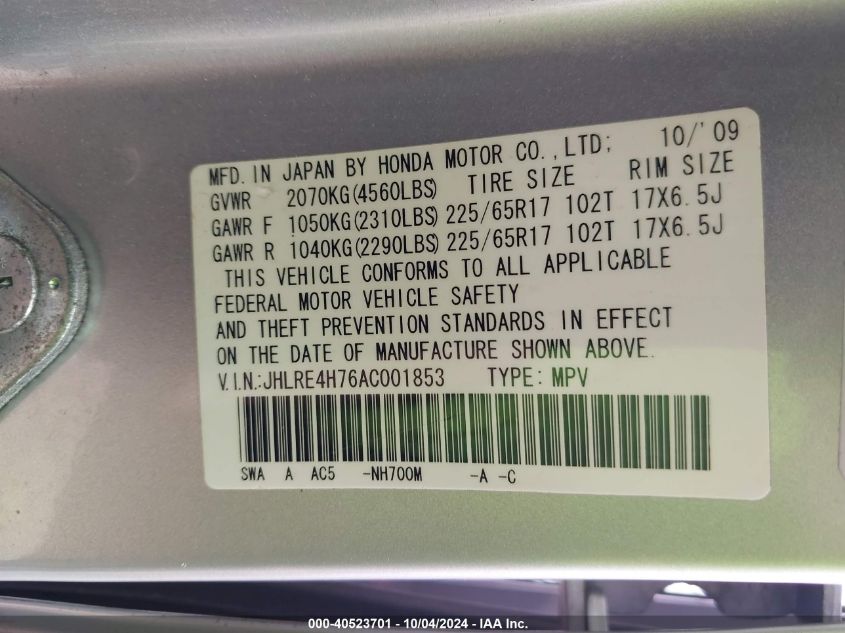 MFD. IN JAPAN BY HONDA MOTOR CO.,LTD; 10/'09
GVWR 2070KG(4560LBS) TIRE SIZE RIM SIZE
GAWR F 1050KG(2310LBS) 225/65R17 102T 17X6.5J
GAWR R 1040KG(2290LBS) 225/65R17 102T 17X6.5J
THIS VEHICLE CONFORMS TO ALL APPLICABLE
FEDERAL MOTOR VEHICLE SAFETY
AND THEFT PREVENTION STANDARDS IN EFFECT
ON THE DATE OF MANUFACTURE SHOWN ABOVE.
V.I.N.:JHLRE4H76AC001853 TYPE: MPV
SWA A AC5 -NH700M -A -C
000-40523701 - 10/04/2024 - IAA Inc.